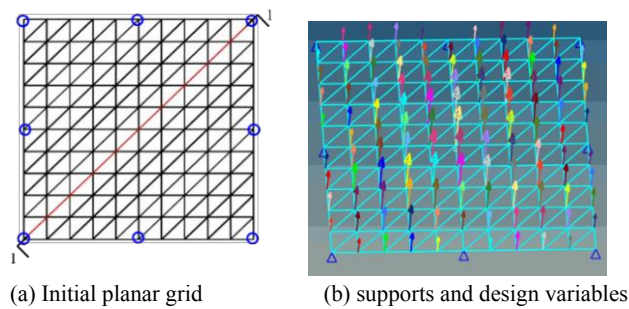 1
1
(a) Initial planar grid
(b) supports and design variables